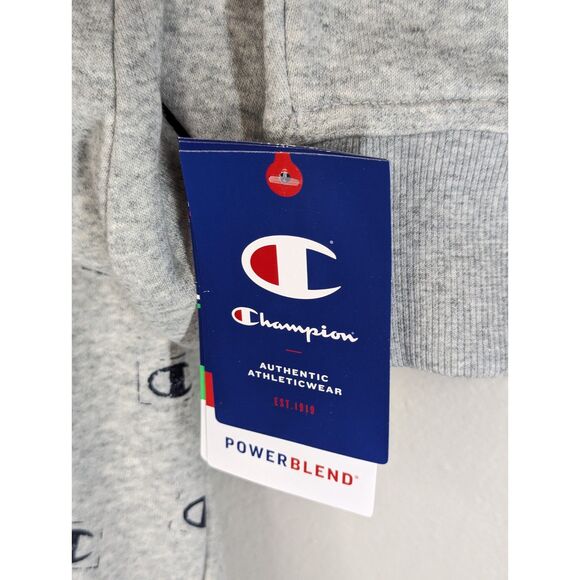 Champion
AUTHENTIC
ATHLETICWEAR
EST. 1919
POWERBLEND